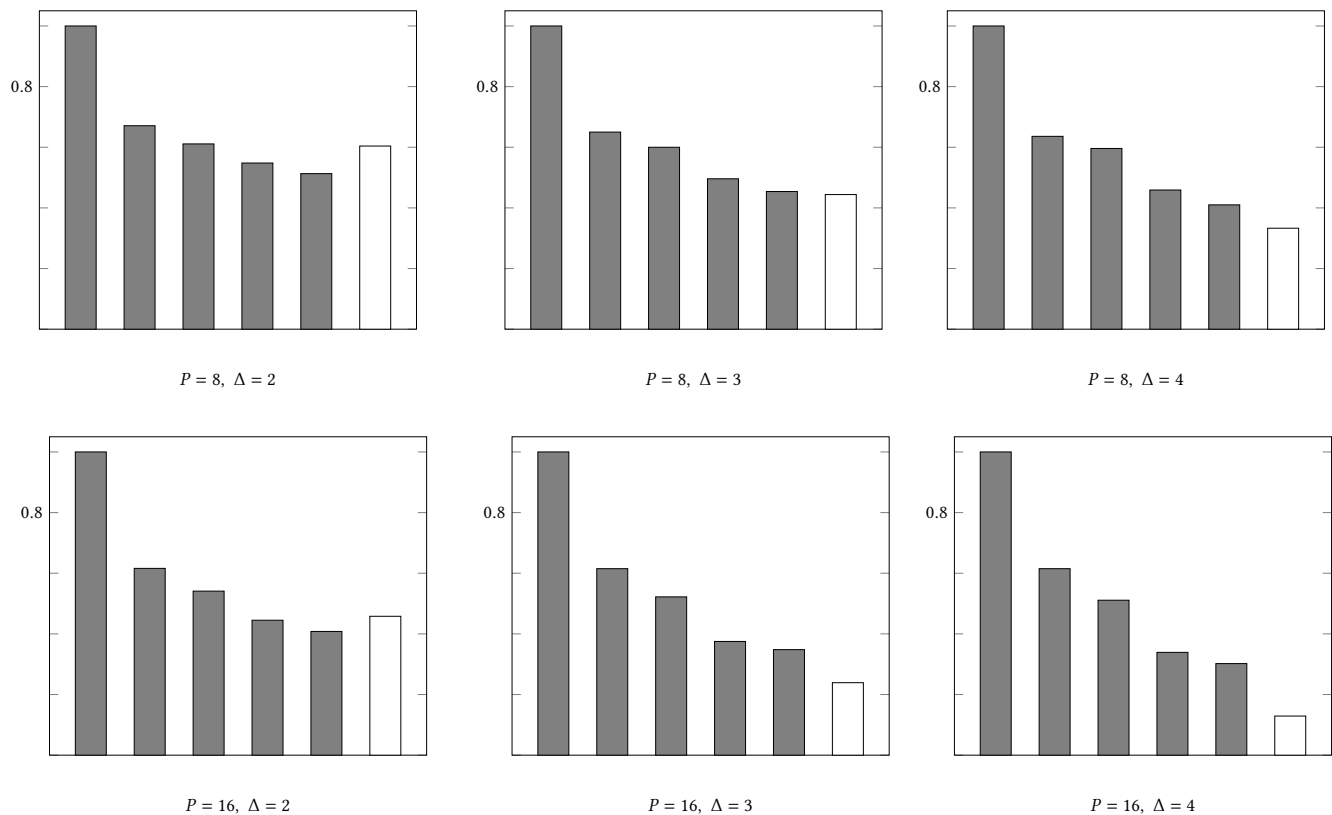 0.8 0.8 0.8
P = 8, Δ = 2 P = 8, Δ = 3 P = 8, Δ = 4
0.8 0.8 0.8
P = 16, Δ = 2 P = 16, Δ = 3 P = 16, Δ = 4